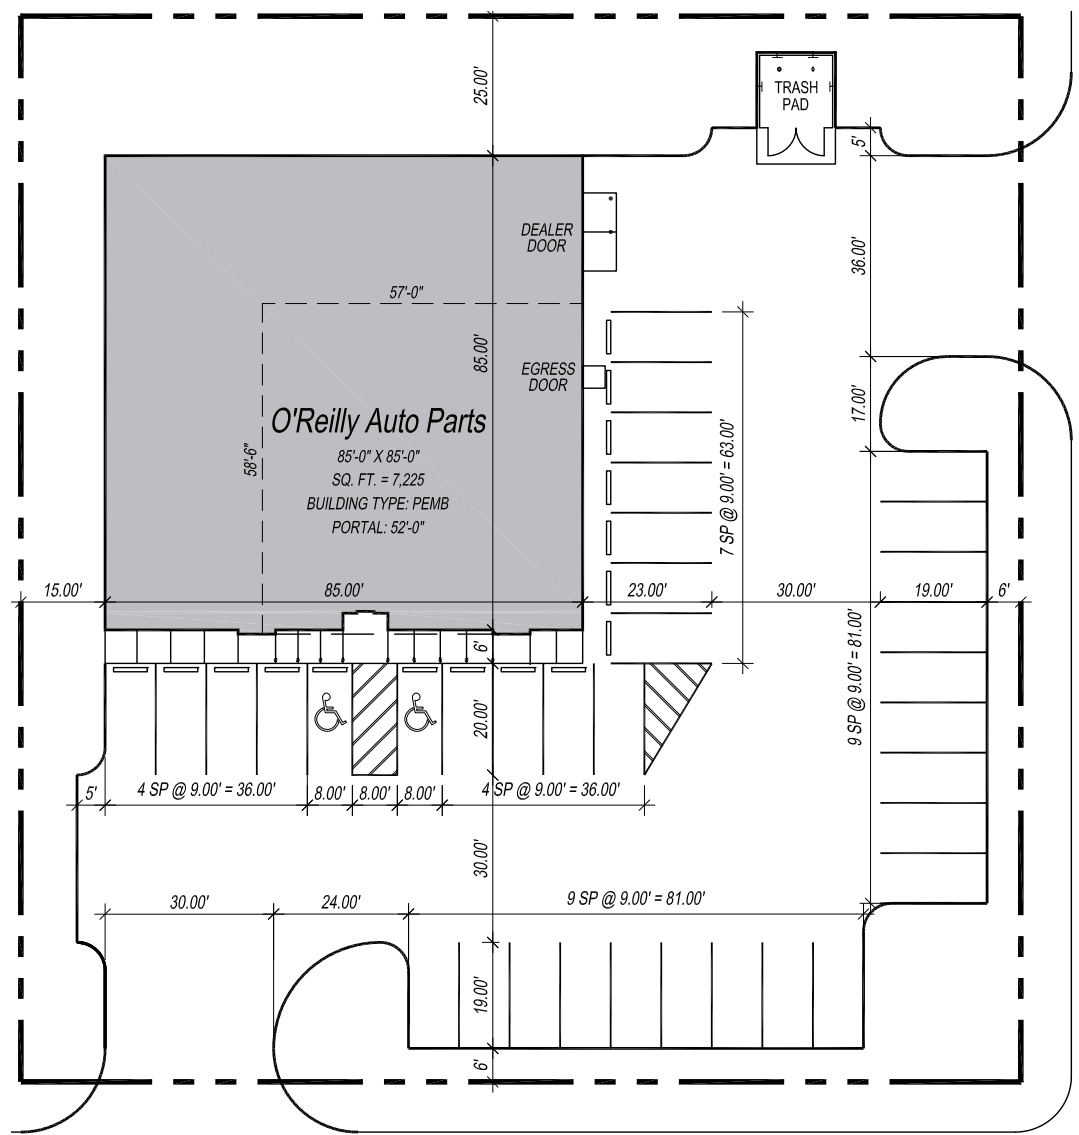 25.00'
TRASH
PAD
5'
DEALER
DOOR
36.00'
57'-0"
85.00'
EGRESS
DOOR
17.00'
O'Reilly Auto Parts
58'-6"
85'-0" X 85'-0"
SQ. FT. = 7,225
BUILDING TYPE: PEMB
PORTAL: 52'-0"
7 SP @ 9.00' = 63.00'
15.00'
85.00'
23.00'
30.00'
19.00'
6'
6'
9 SP @ 9.00' = 81.00'
20.00'
5'
4 SP @ 9.00' = 36.00'
8.00'
8.00'
8.00'
4 SP @ 9.00' = 36.00'
30.00'
30.00'
24.00'
9 SP @ 9.00' = 81.00'
19.00'
6'